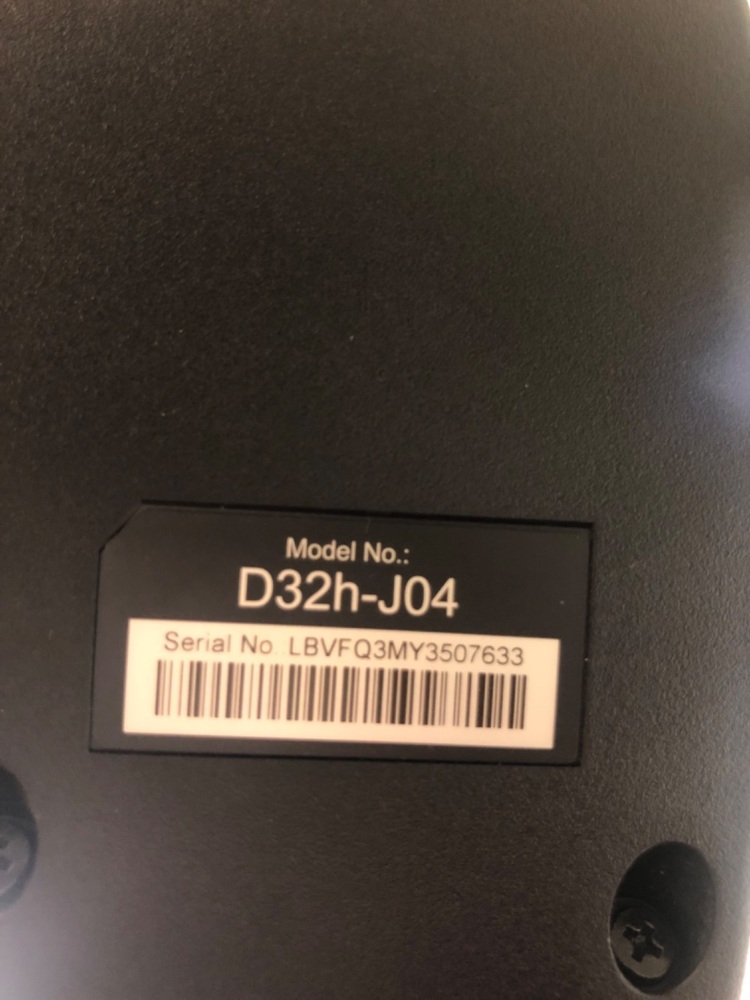 Model No.:
D32h-J04
Serial No. LBVFQ3MY3507633